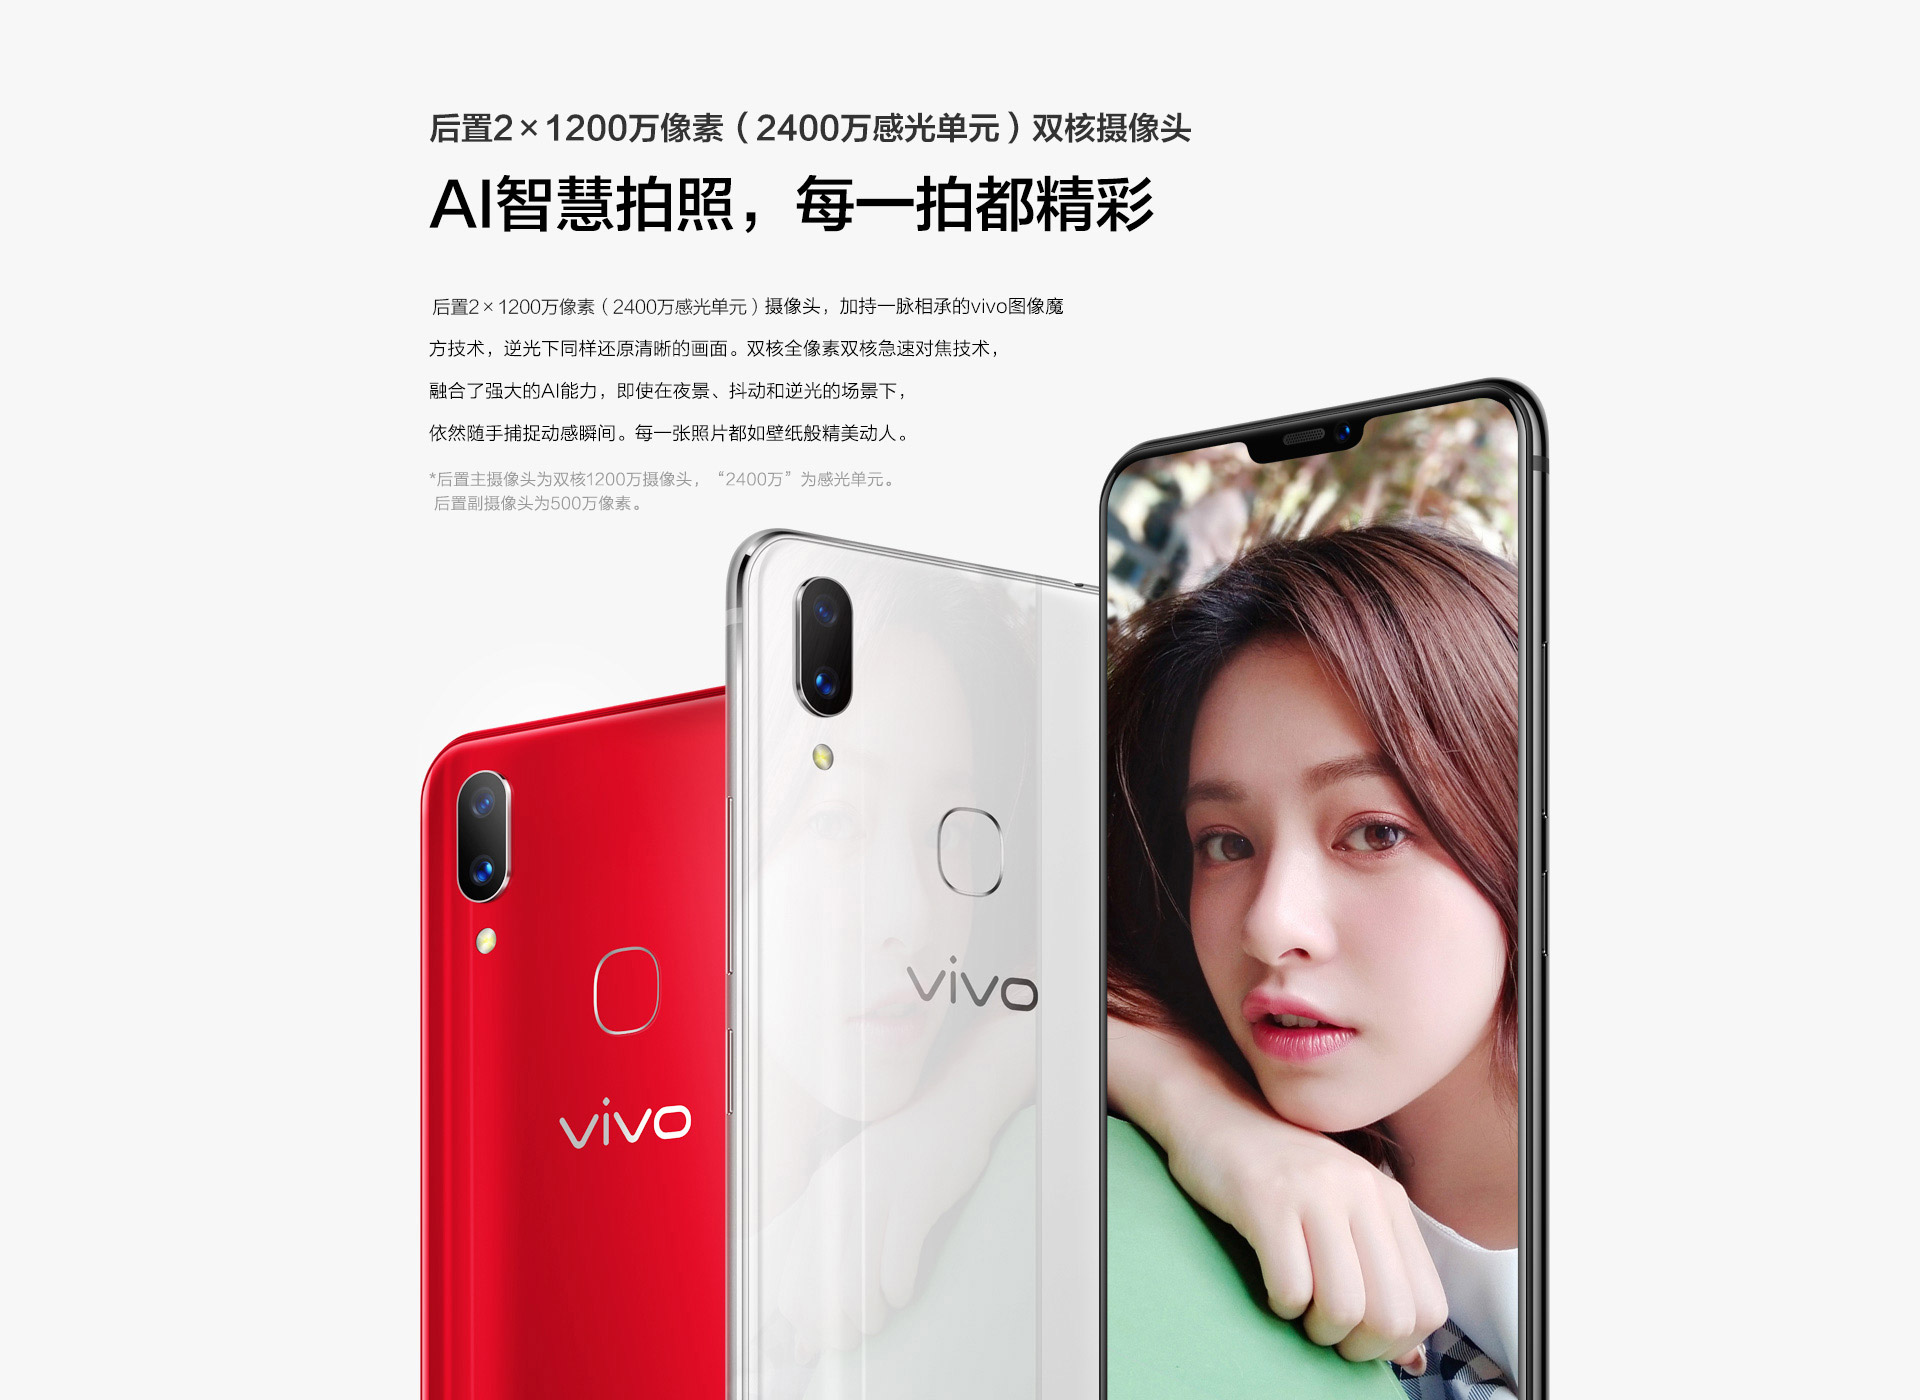 后置2×1200万像素（2400万感光单元）双核摄像头
AI智慧拍照，每一拍都精彩
后置2×1200万像素（2400万感光单元）摄像头，加持一脉相承的vivo图像魔
方技术，逆光下同样还原清晰的画面。双核全像素双核急速对焦技术，
融合了强大的AI能力，即使在夜景、抖动和逆光的场景下，
依然随手捕捉动感瞬间。每一张照片都如壁纸般精美动人。
*后置主摄像头为双核1200万摄像头，“2400万”为感光单元。
后置副摄像头为500万像素。
vivo
vivo